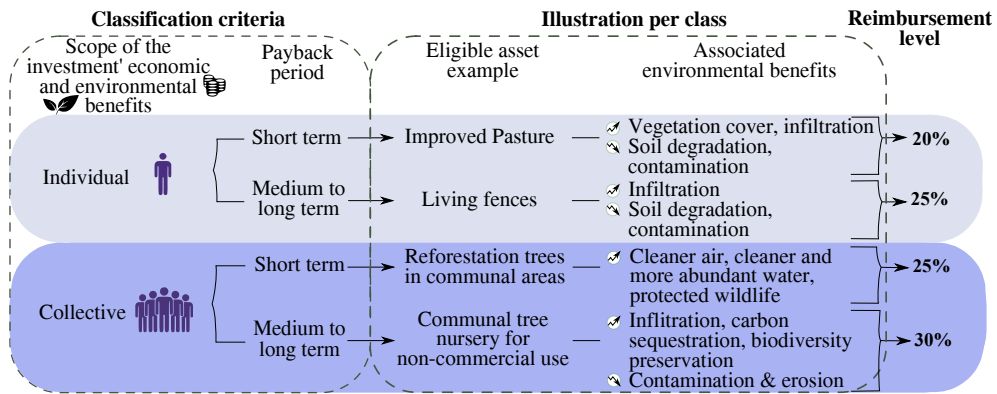 Classification criteria
Illustration per class
Reimbursement
level
Scope of the
investment' economic
and environmental
benefits
Payback
period
Eligible asset
example
Associated
environmental benefits
Individual
Short term
Improved Pasture
Vegetation cover, infiltration
Soil degradation,
contamination
20%
Medium to
long term
Living fences
Infiltration
Soil degradation,
contamination
25%
Collective
Short term
Reforestation trees
in communal areas
Cleaner air, cleaner and
more abundant water,
protected wildlife
25%
Medium to
long term
Communal tree
nursery for
non-commercial use
Inflitration, carbon
sequestration, biodiversity
preservation
Contamination & erosion
30%